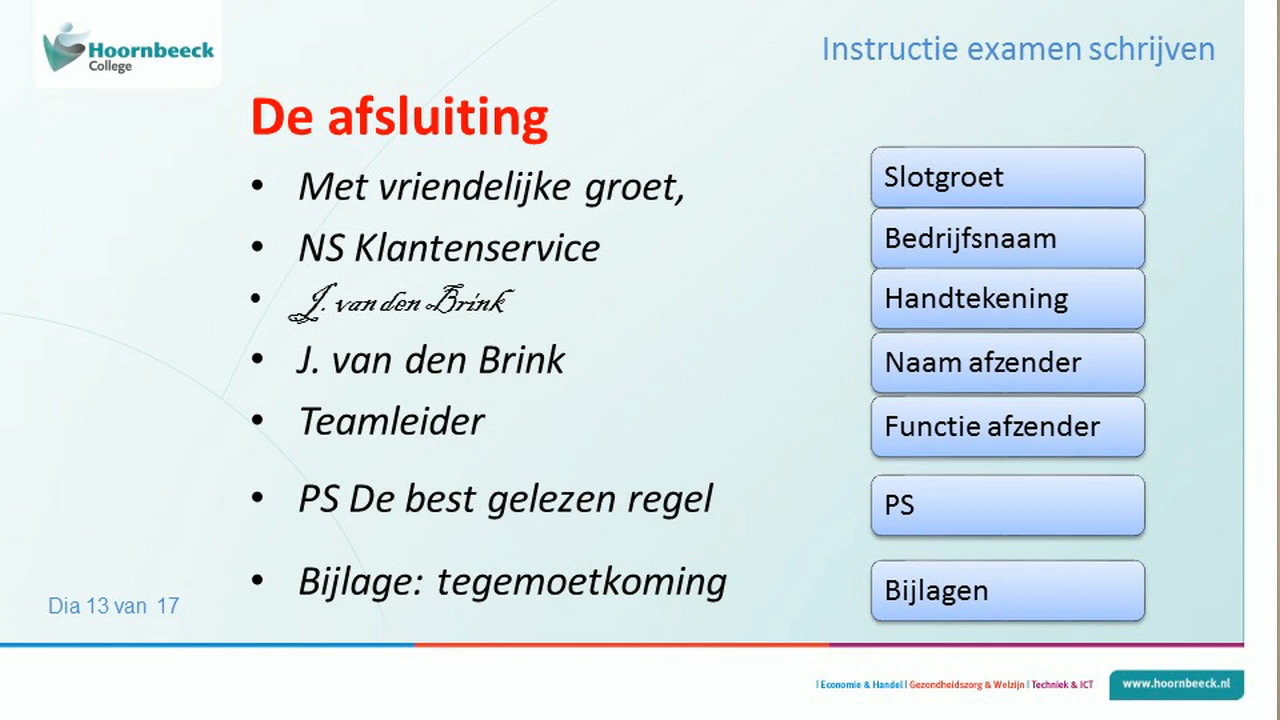 Hoornbeeck
College
Instructie examen schrijven
De afsluiting
• Met vriendelijke groet,
Slotgroet
• NS Klantenservice
Bedrijfsnaam
• J. van den Brink
Handtekening
• J. van den Brink
Naam afzender
• Teamleider
Functie afzender
• PS De best gelezen regel
PS
• Bijlage: tegemoetkoming
Bijlagen
Dia 13 van 17
| Economie & Handel | Gezondheidszorg & Welzijn | Techniek & ICT
www.hoornbeeck.nl